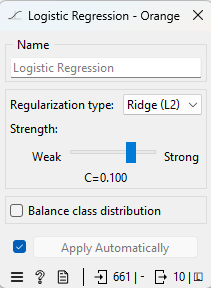 Logistic Regression - Orange
Name
Logistic Regression
Regularization type: Ridge (L2)
Strength:
Weak Strong
C=0.100
Balance class distribution
Apply Automatically
661 | - 10 |